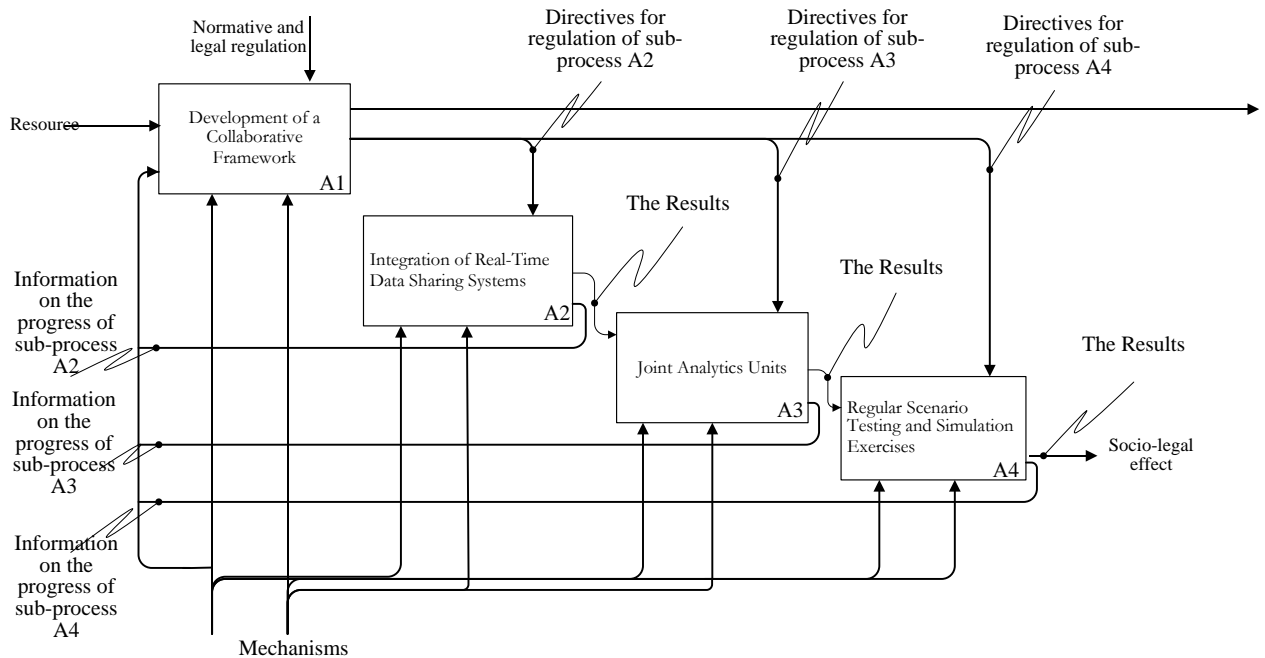 Normative and
legal regulation
Directives for
regulation of sub-
process A2
Directives for
regulation of sub-
process A3
Directives for
regulation of sub-
process A4
Resource
Development of a
Collaborative
Framework
A1
The Results
Integration of Real-Time
Data Sharing Systems
A2
The Results
Information
on the
progress of
sub-process
A2
Joint Analytics Units
A3
The Results
Information
on the
progress of
sub-process
A3
Regular Scenario
Testing and Simulation
Exercises
A4
Socio-legal
effect
Information
on the
progress of
sub-process
A4
Mechanisms